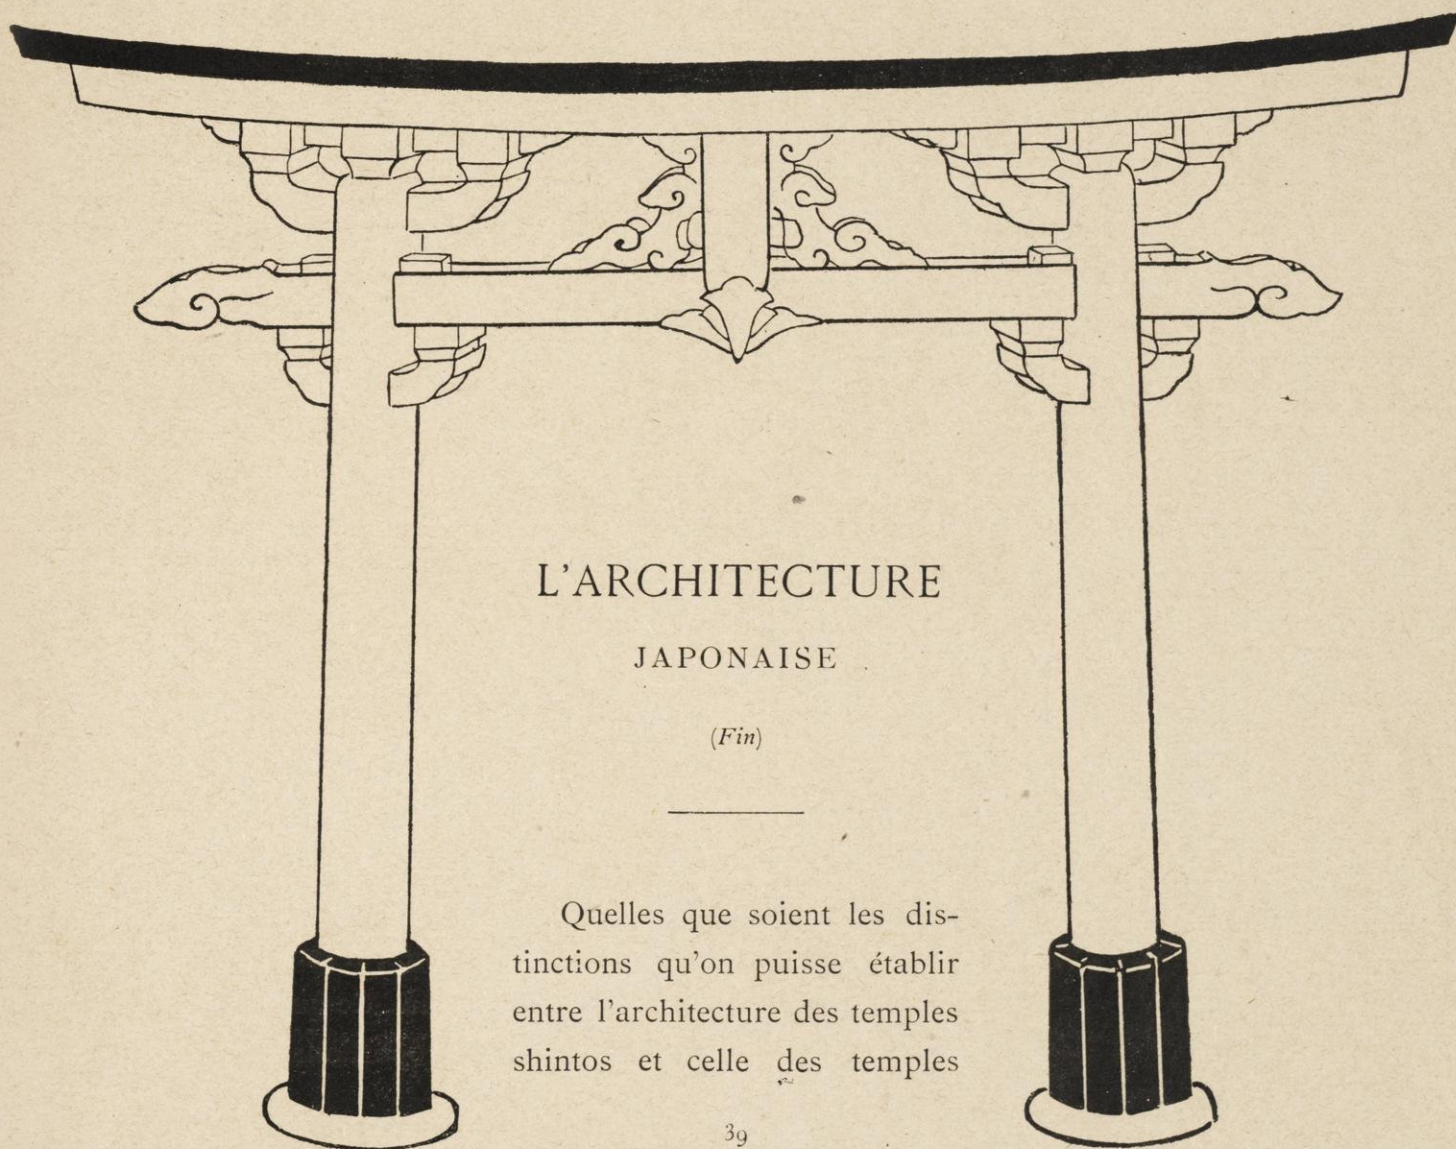 L'ARCHITECTURE
JAPONAISE
(Fin)
Quelles que soient les dis-
tinctions qu'on puisse établir
entre l'architecture des temples
shintos et celle des temples
39